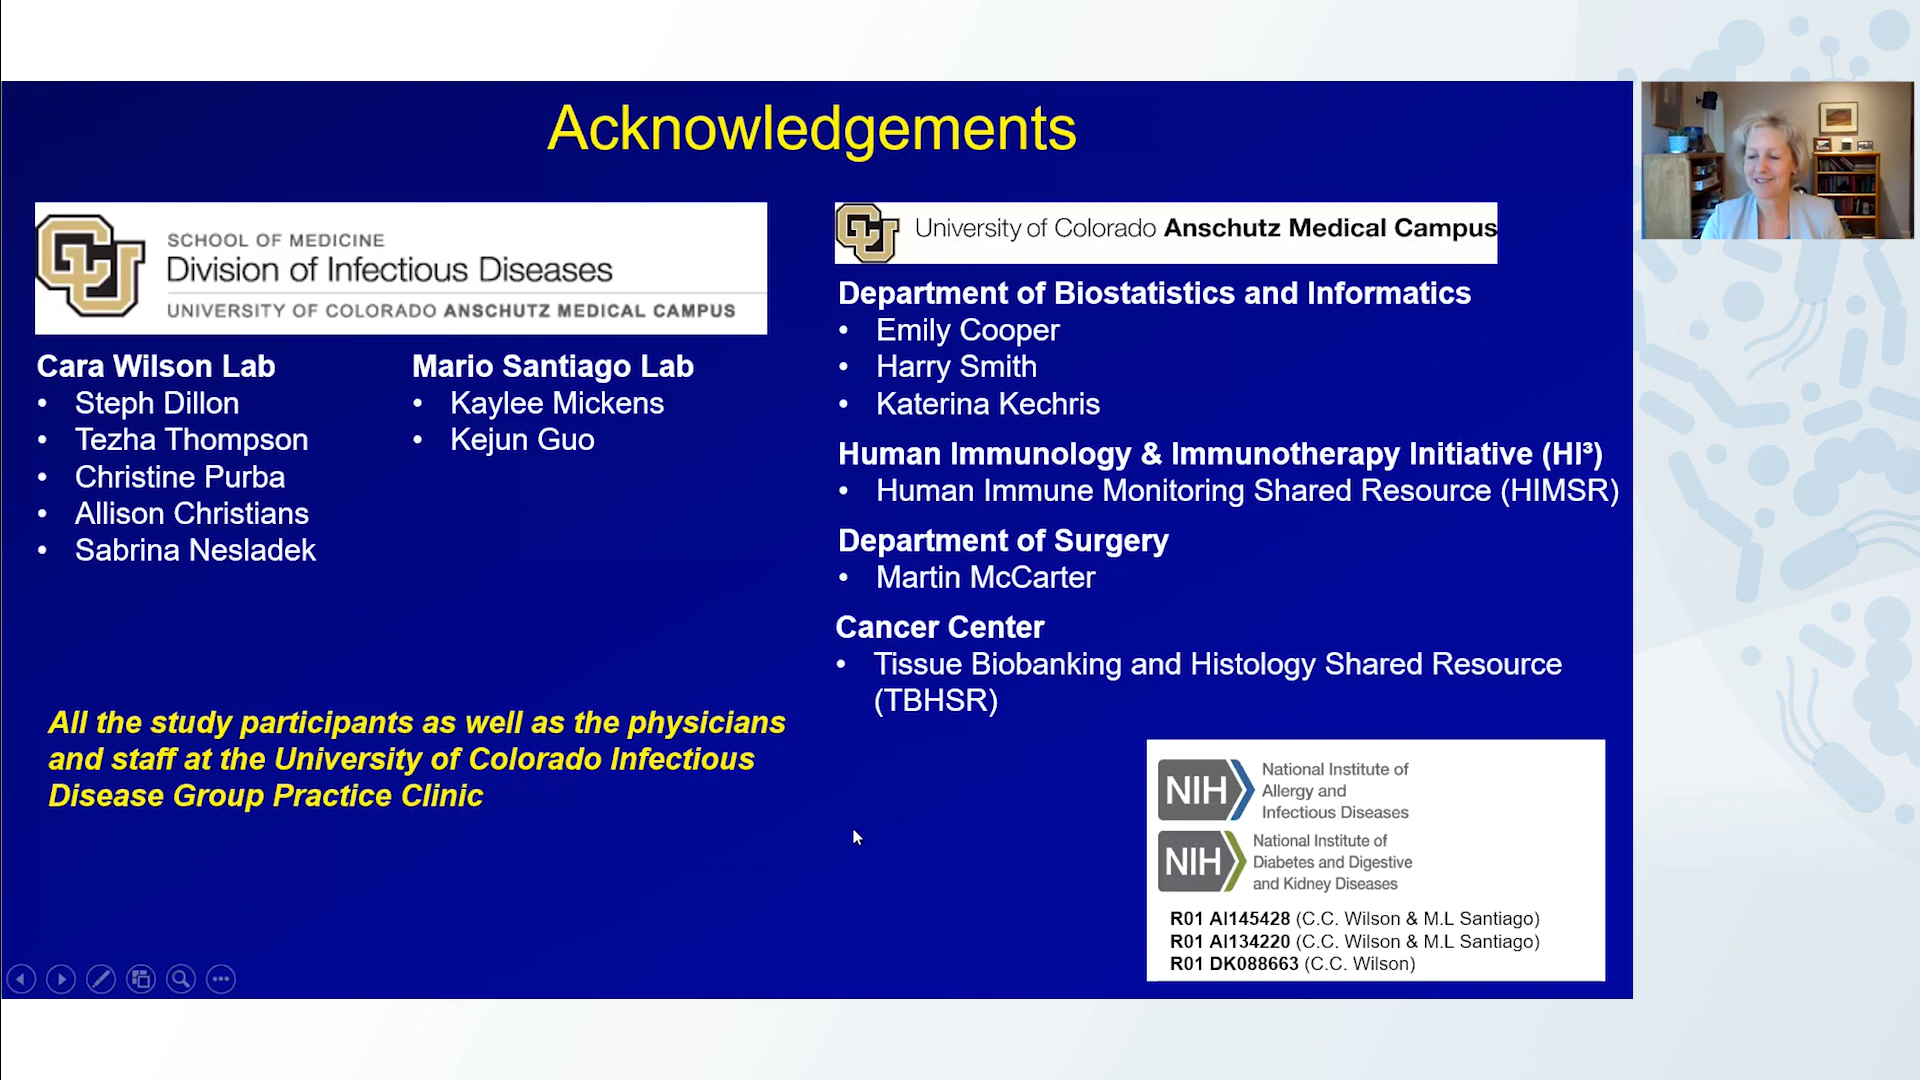 Acknowledgements
SCHOOL OF MEDICINE
Division of Infectious Diseases
UNIVERSITY OF COLORADO ANSCHUTZ MEDICAL CAMPUS
Cara Wilson Lab
• Steph Dillon
• Tezha Thompson
• Christine Purba
• Allison Christians
• Sabrina Nesladek
Mario Santiago Lab
• Kaylee Mickens
• Kejun Guo
All the study participants as well as the physicians
and staff at the University of Colorado Infectious
Disease Group Practice Clinic
University of Colorado Anschutz Medical Campus
Department of Biostatistics and Informatics
• Emily Cooper
• Harry Smith
• Katerina Kechris
Human Immunology & Immunotherapy Initiative (HI³)
• Human Immune Monitoring Shared Resource (HIMSR)
Department of Surgery
• Martin McCarter
Cancer Center
• Tissue Biobanking and Histology Shared Resource
(TBHSR)
NIH National Institute of
Allergy and
Infectious Diseases
NIH National Institute of
Diabetes and Digestive
and Kidney Diseases
R01 AI145428 (C.C. Wilson & M.L Santiago)
R01 AI134220 (C.C. Wilson & M.L Santiago)
R01 DK088663 (C.C. Wilson)